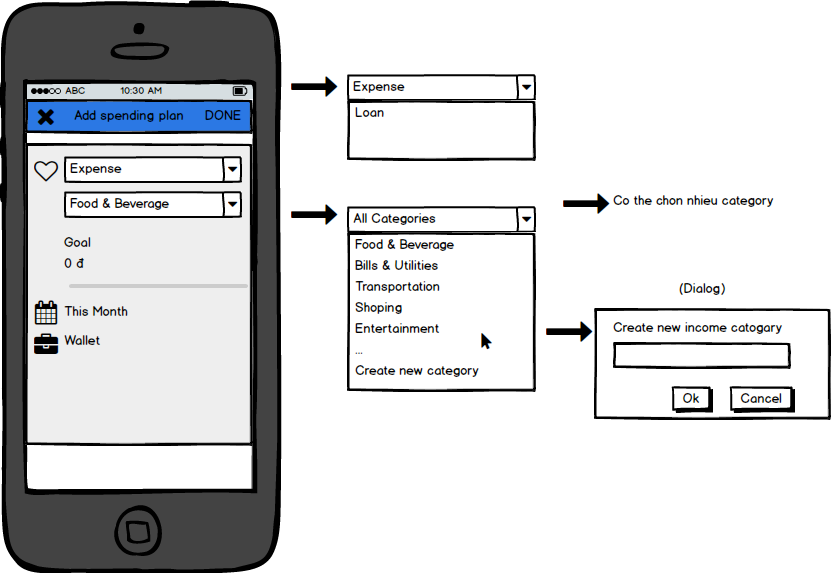 ABC 10:30 AM
Add spending plan DONE
Expense
Food & Beverage
Goal
0 đ
This Month
Wallet
Expense
Loan
All Categories
Food & Beverage
Bills & Utilities
Transportation
Shoping
Entertainment
...
Create new category
Co the chon nhieu category
(Dialog)
Create new income catogary
Ok Cancel